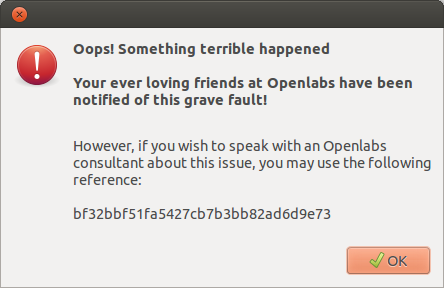 Oops! Something terrible happened
Your ever loving friends at Openlabs have been
notified of this grave fault!
However, if you wish to speak with an Openlabs
consultant about this issue, you may use the following
reference:
bf32bbf51fa5427cb7b3bb82ad6d9e73
OK